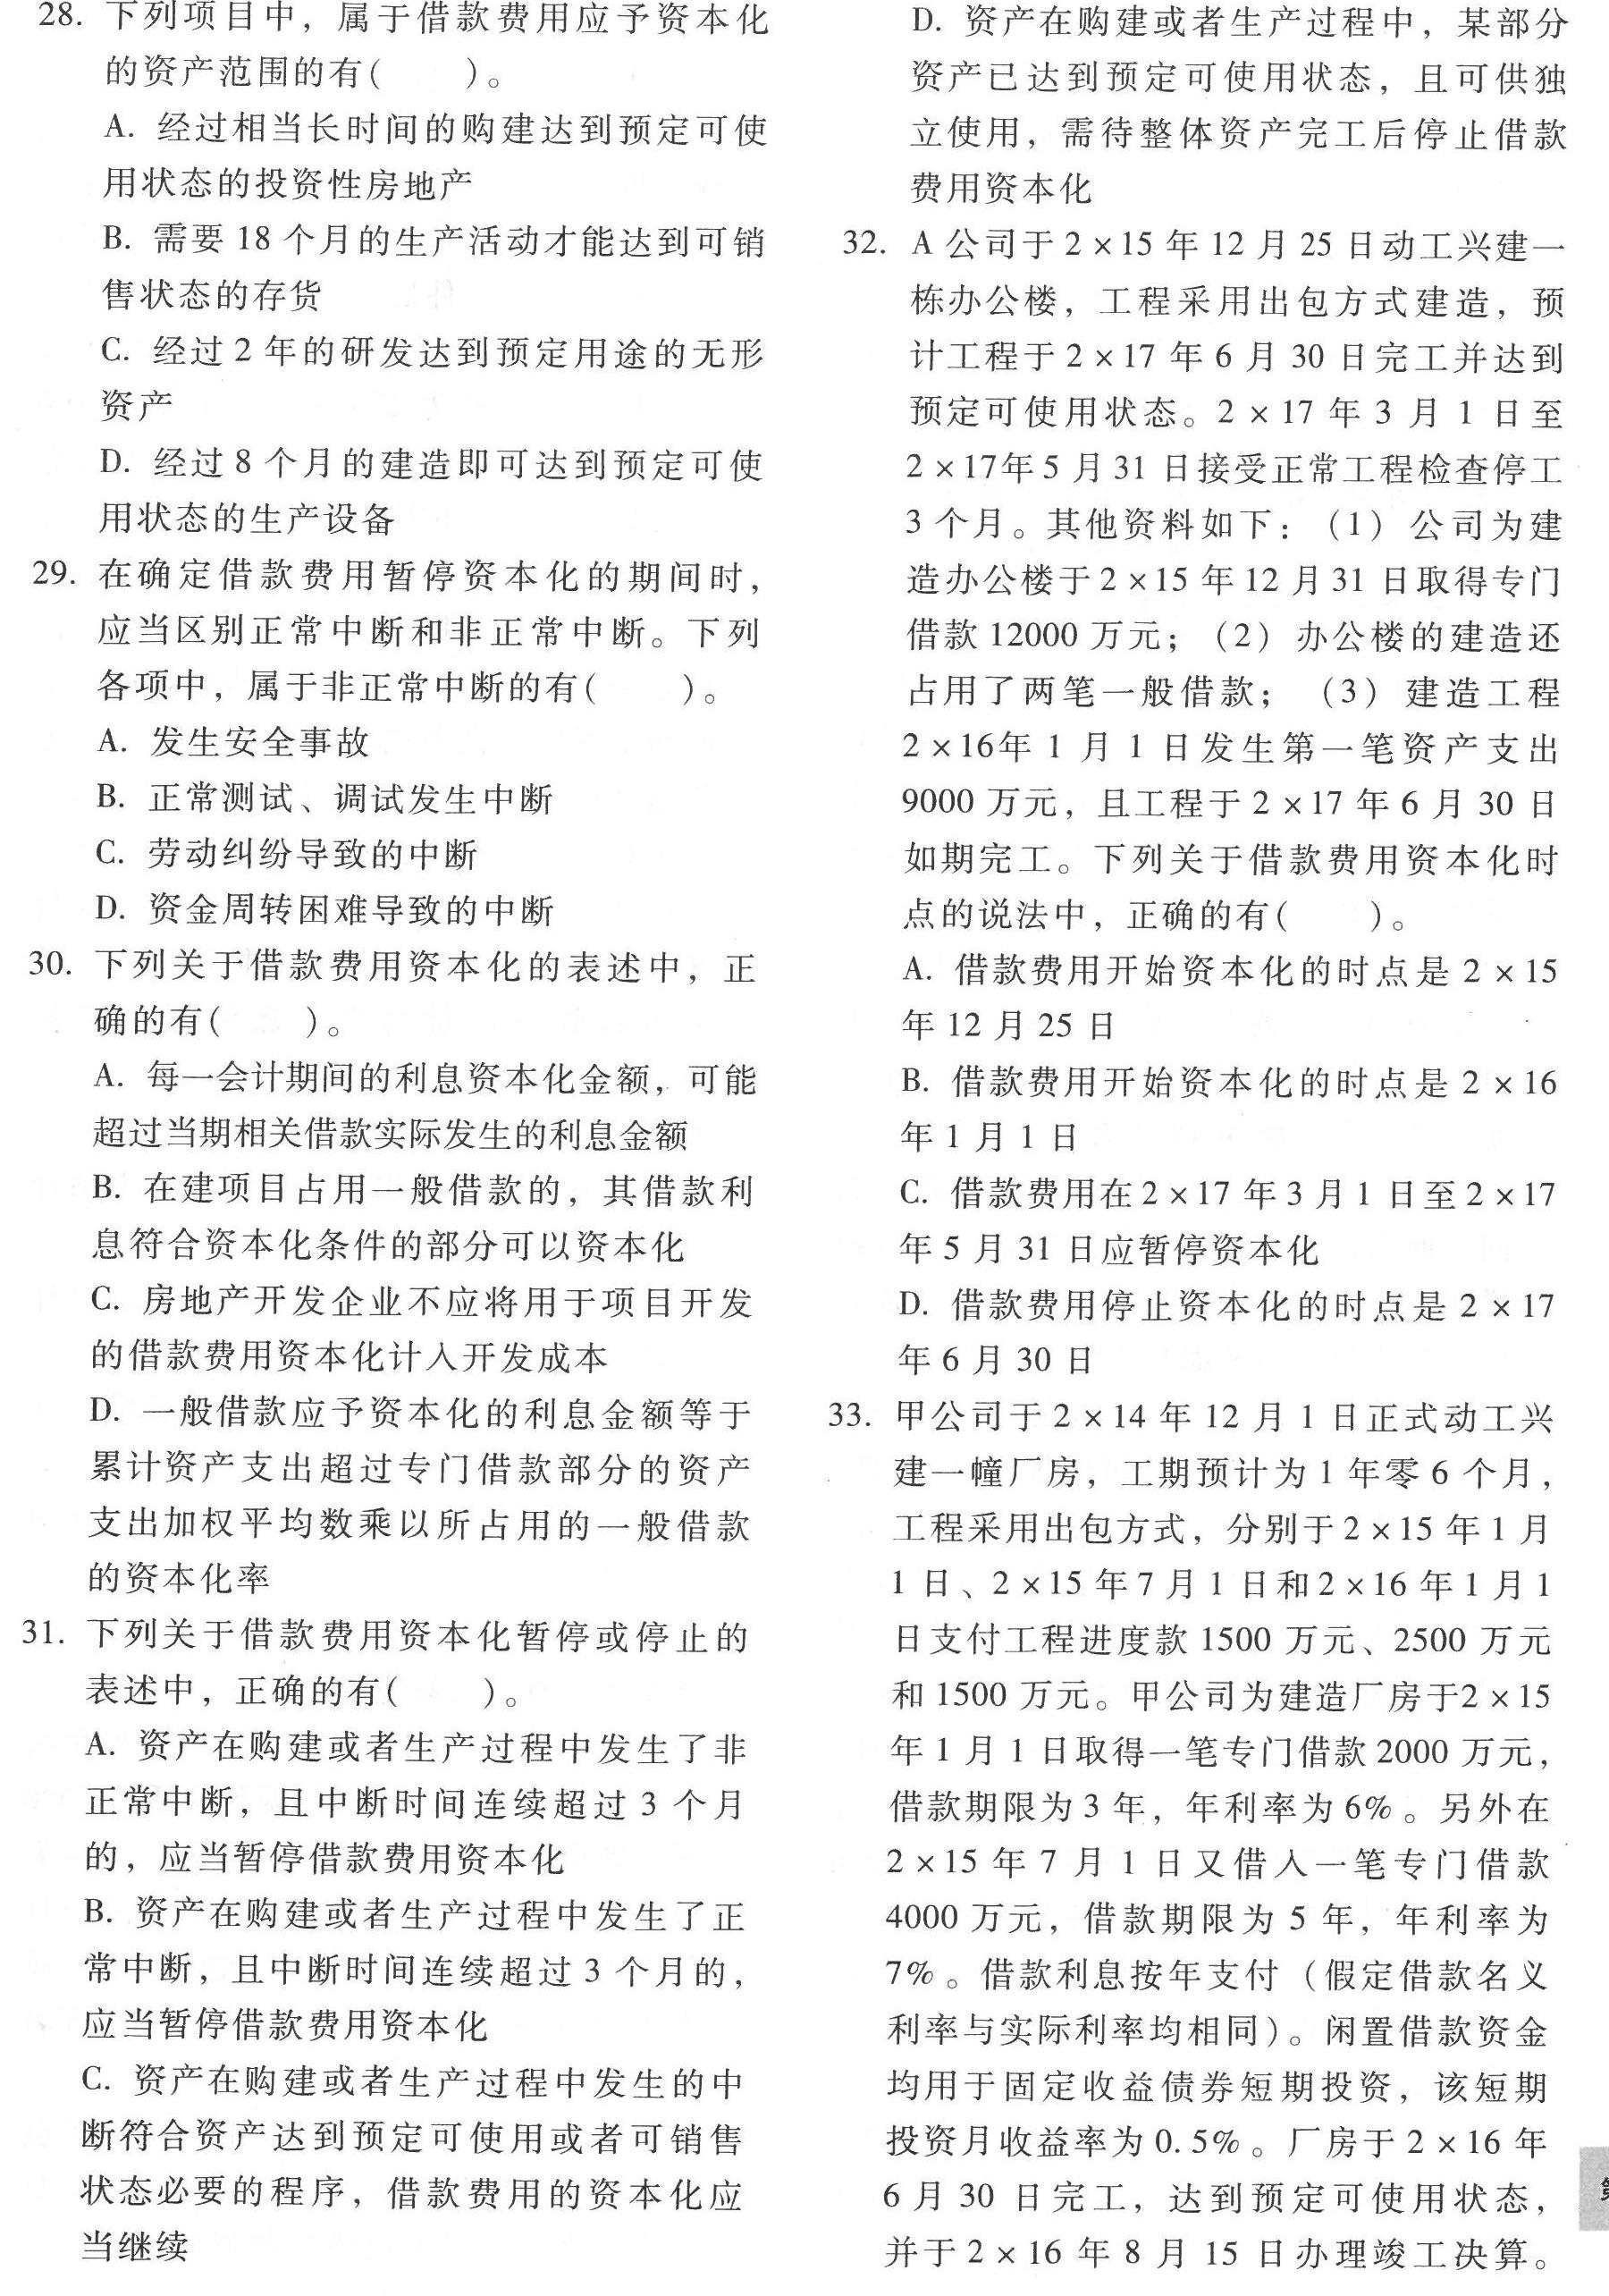 28. 下列项目中，属于借款费用应予资本化
的资产范围的有(　　)。
A. 经过相当长时间的购建达到预定可使
用状态的投资性房地产
B. 需要 18 个月的生产活动才能达到可销
售状态的存货
C. 经过 2 年的研发达到预定用途的无形
资产
D. 经过 8 个月的建造即可达到预定可使
用状态的生产设备
29. 在确定借款费用暂停资本化的期间时，
应当区别正常中断和非正常中断。下列
各项中，属于非正常中断的有(　　)。
A. 发生安全事故
B. 正常测试、调试发生中断
C. 劳动纠纷导致的中断
D. 资金周转困难导致的中断
30. 下列关于借款费用资本化的表述中，正
确的有(　　)。
A. 每一会计期间的利息资本化金额，可能
超过当期相关借款实际发生的利息金额
B. 在建项目占用一般借款的，其借款利
息符合资本化条件的部分可以资本化
C. 房地产开发企业不应将用于项目开发
的借款费用资本化计入开发成本
D. 一般借款应予资本化的利息金额等于
累计资产支出超过专门借款部分的资产
支出加权平均数乘以所占用的一般借款
的资本化率
31. 下列关于借款费用资本化暂停或停止的
表述中，正确的有(　　)。
A. 资产在购建或者生产过程中发生了非
正常中断，且中断时间连续超过 3 个月
的，应当暂停借款费用资本化
B. 资产在购建或者生产过程中发生了正
常中断，且中断时间连续超过 3 个月的，
应当暂停借款费用资本化
C. 资产在购建或者生产过程中发生的中
断符合资产达到预定可使用或者可销售
状态必要的程序，借款费用的资本化应
当继续
D. 资产在购建或者生产过程中，某部分
资产已达到预定可使用状态，且可供独
立使用，需待整体资产完工后停止借款
费用资本化
32. A 公司于 2×15 年 12 月 25 日动工兴建一
栋办公楼，工程采用出包方式建造，预
计工程于 2×17 年 6 月 30 日完工并达到
预定可使用状态。2×17 年 3 月 1 日至
2×17年 5 月 31 日接受正常工程检查停工
3 个月。其他资料如下：（1）公司为建
造办公楼于 2×15 年 12 月 31 日取得专门
借款 12000 万元；（2）办公楼的建造还
占用了两笔一般借款；（3）建造工程
2×16年 1 月 1 日发生第一笔资产支出
9000 万元，且工程于 2×17 年 6 月 30 日
如期完工。下列关于借款费用资本化时
点的说法中，正确的有(　　)。
A. 借款费用开始资本化的时点是 2×15
年 12 月 25 日
B. 借款费用开始资本化的时点是 2×16
年 1 月 1 日
C. 借款费用在 2×17 年 3 月 1 日至 2×17
年 5 月 31 日应暂停资本化
D. 借款费用停止资本化的时点是 2×17
年 6 月 30 日
33. 甲公司于 2×14 年 12 月 1 日正式动工兴
建一幢厂房，工期预计为 1 年零 6 个月，
工程采用出包方式，分别于 2×15 年 1 月
1 日、2×15 年 7 月 1 日和 2×16 年 1 月 1
日支付工程进度款 1500 万元、2500 万元
和 1500 万元。甲公司为建造厂房于2×15
年 1 月 1 日取得一笔专门借款 2000 万元，
借款期限为 3 年，年利率为 6%。另外在
2×15 年 7 月 1 日又借入一笔专门借款
4000 万元，借款期限为 5 年，年利率为
7%。借款利息按年支付（假定借款名义
利率与实际利率均相同）。闲置借款资金
均用于固定收益债券短期投资，该短期
投资月收益率为 0.5%。厂房于 2×16 年
6 月 30 日完工，达到预定可使用状态，
并于 2×16 年 8 月 15 日办理竣工决算。